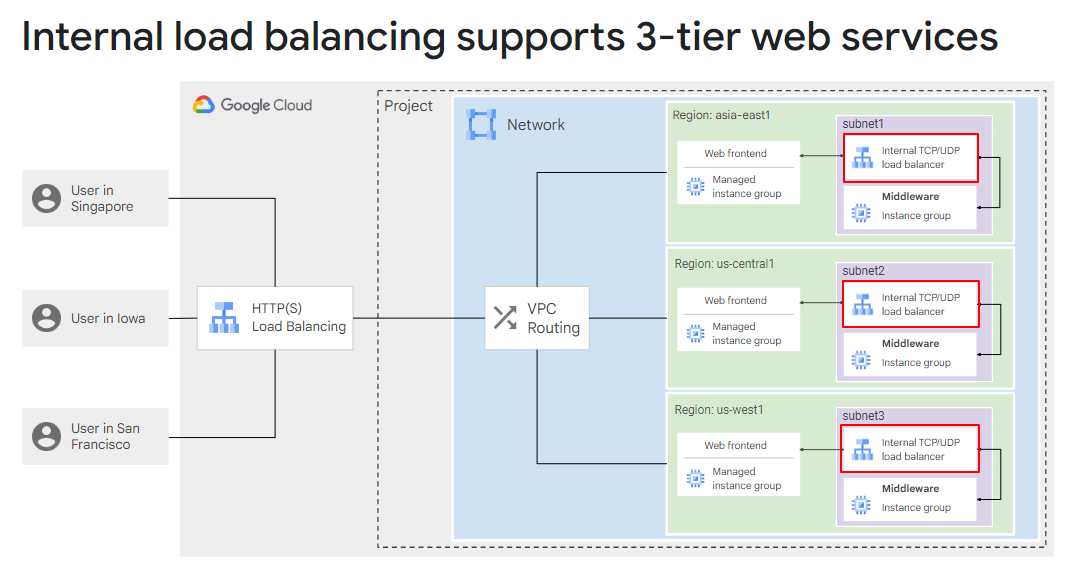 Internal load balancing supports 3-tier web services
Google Cloud
Project
Network
User in
Singapore
User in Iowa
User in San
Francisco
HTTP(S)
Load Balancing
VPC
Routing
Region: asia-east1
Web frontend
Managed
instance group
subnet1
Internal TCP/UDP
load balancer
Middleware
Instance group
Region: us-central1
Web frontend
Managed
instance group
subnet2
Internal TCP/UDP
load balancer
Middleware
Instance group
Region: us-west1
Web frontend
Managed
instance group
subnet3
Internal TCP/UDP
load balancer
Middleware
Instance group